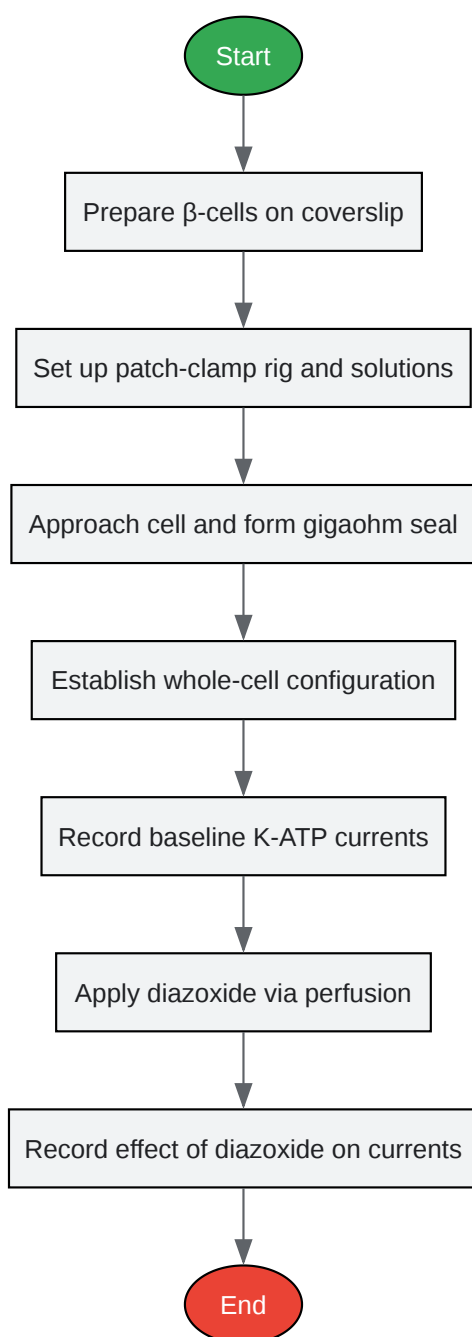 Start
Prepare β-cells on coverslip
Set up patch-clamp rig and solutions
Approach cell and form gigaohm seal
Establish whole-cell configuration
Record baseline K-ATP currents
Apply diazoxide via perfusion
Record effect of diazoxide on currents
End